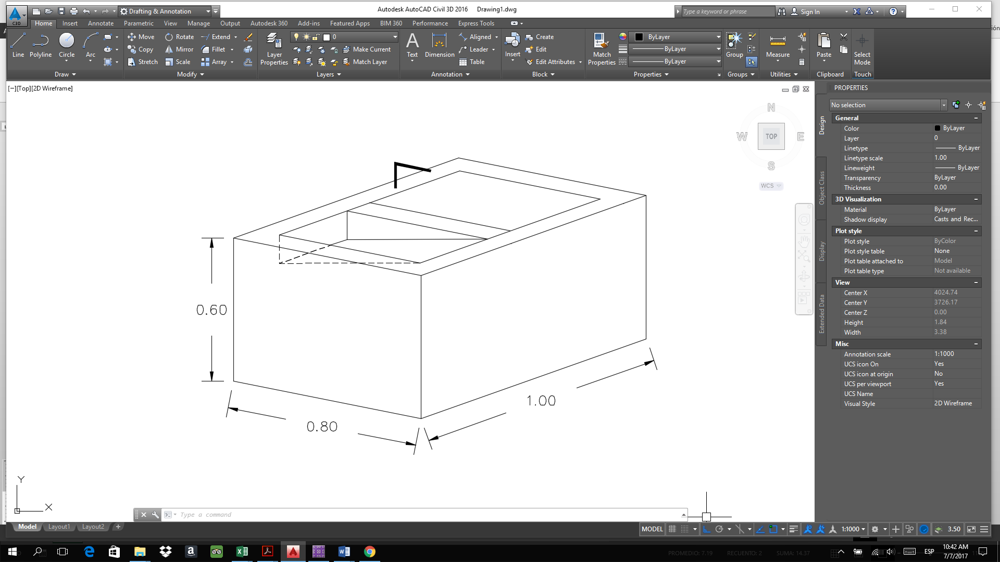 Drafting & Annotation
Autodesk AutoCAD Civil 3D 2016 Drawing1.dwg
Type a keyword or phrase
Sign In
C3D
Home Insert Annotate Parametric View Manage Output Autodesk 360 Add-ins Featured Apps BIM 360 Performance Express Tools
ión
Line Polyline Circle Arc
Move Rotate Extend
Copy Mirror Fillet
Stretch Scale Array
Layer Properties
0
Make Current
Match Layer
Text Dimension
Aligned
Leader
Table
Insert
Create
Edit
Edit Attributes
Match Properties
ByLayer
ByLayer
ByLayer
Group
Measure
Paste
Select Mode
Draw Modify Layers Annotation Block Properties Groups Utilities Clipboard Touch
[−][Top][2D Wireframe]
N
W TOP E
S
WCS
0.60
0.80
1.00
Y
X
Type a command
Model Layout1 Layout2 +
Design
Object Class
Display
Extended Data
PROPERTIES
No selection
General
Color ByLayer
Layer 0
Linetype ByLayer
Linetype scale 1.00
Lineweight ByLayer
Transparency ByLayer
Thickness 0.00
3D Visualization
Material ByLayer
Shadow display Casts and Rec...
Plot style
Plot style ByColor
Plot style table None
Plot table attached to Model
Plot table type Not available
View
Center X 4024.74
Center Y 3726.17
Center Z 0.00
Height 1.84
Width 3.38
Misc
Annotation scale 1:1000
UCS icon On Yes
UCS icon at origin No
UCS per viewport Yes
UCS Name
Visual Style 2D Wireframe
MODEL 1:1000 3.50
PROMEDIO: 7.19 RECUENTO: 2 SUMA: 14.37
ESP
10:42 AM
7/7/2017